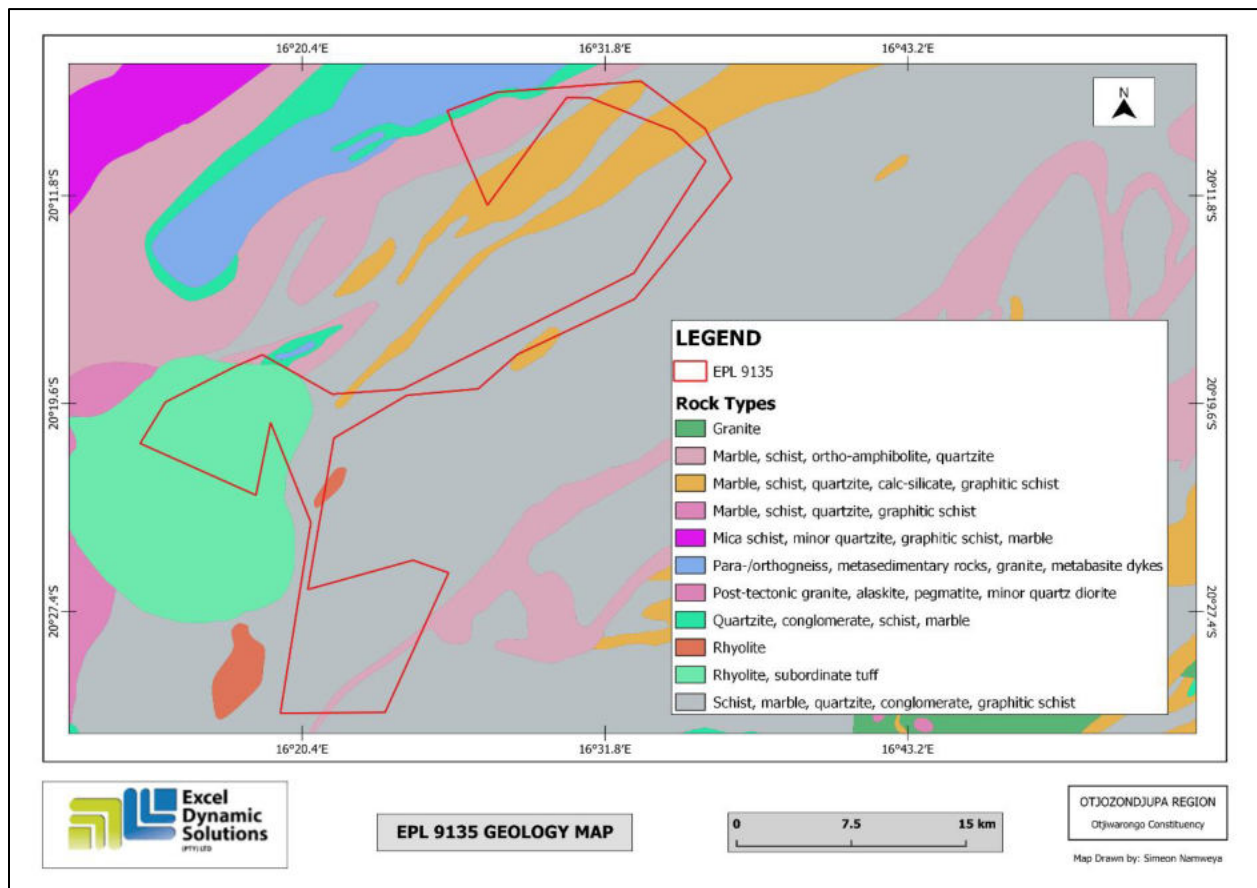 16°20.4'E
16°31.8'E
16°43.2'E
N
20°11.8'S
20°11.8'S
LEGEND
EPL 9135
Rock Types
Granite
Marble, schist, ortho-amphibolite, quartzite
Marble, schist, quartzite, calc-silicate, graphitic schist
Marble, schist, quartzite, graphitic schist
Mica schist, minor quartzite, graphitic schist, marble
Para-/orthogneiss, metasedimentary rocks, granite, metabasite dykes
Post-tectonic granite, alaskite, pegmatite, minor quartz diorite
Quartzite, conglomerate, schist, marble
Rhyolite
Rhyolite, subordinate tuff
Schist, marble, quartzite, conglomerate, graphitic schist
20°19.6'S
20°19.6'S
20°27.4'S
20°27.4'S
16°20.4'E
16°31.8'E
16°43.2'E
Excel
Dynamic
Solutions
(PTY) LTD
EPL 9135 GEOLOGY MAP
0
7.5
15 km
OTJOZONDJUPA REGION
Otjiwarongo Constituency
Map Drawn by: Simeon Namweya